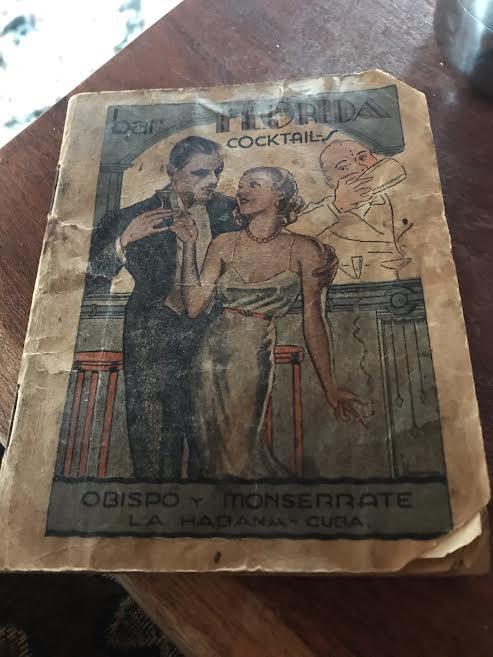 bar FLORIDA
COCKTAILS
OBISPO Y MONSERRATE
LA HABANA - CUBA.